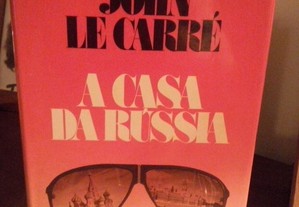 JOHN
LE CARRÉ
A CASA
DA RÚSSIA